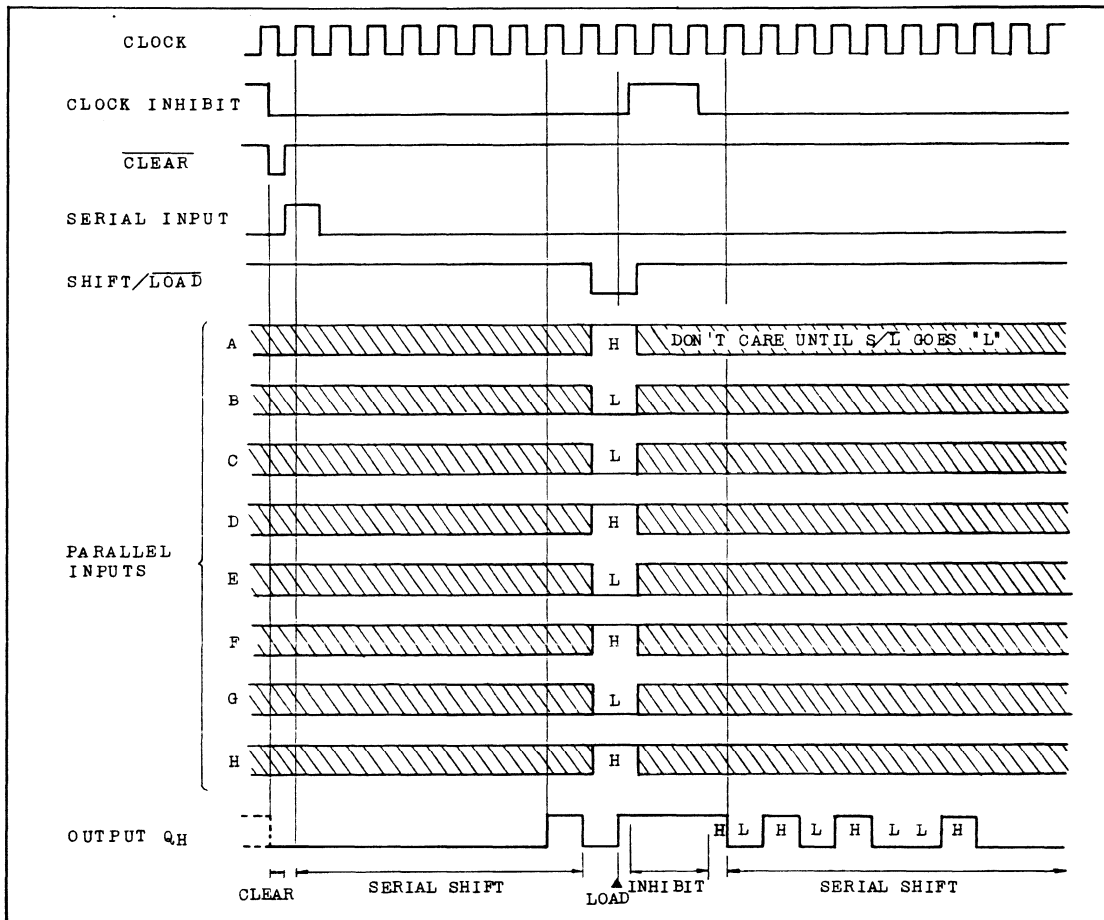 CLOCK
CLOCK INHIBIT
CLEAR
SERIAL INPUT
SHIFT/LOAD
A H DON'T CARE UNTIL S/L GOES "L"
B L
C L
D H
PARALLEL
INPUTS
E L
F H
G L
H H
OUTPUT QH H L H L H L L H
CLEAR SERIAL SHIFT LOAD INHIBIT SERIAL SHIFT